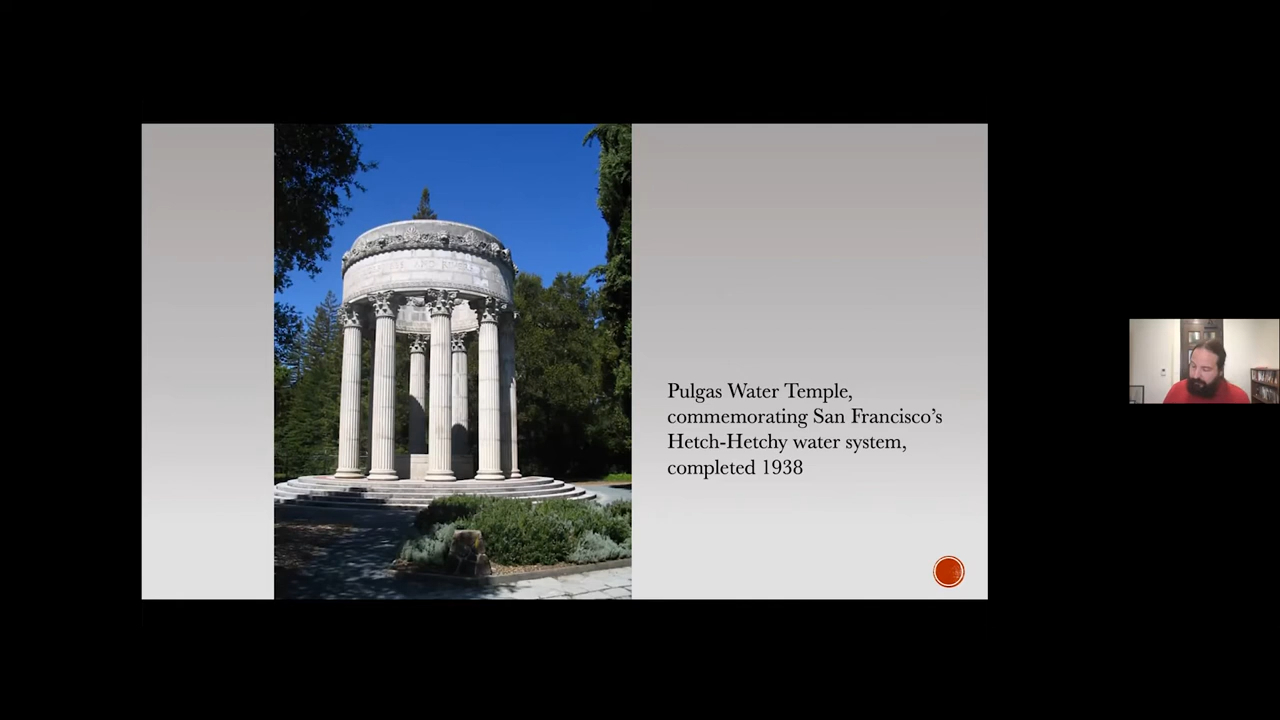 Pulgas Water Temple,
commemorating San Francisco's
Hetch-Hetchy water system,
completed 1938